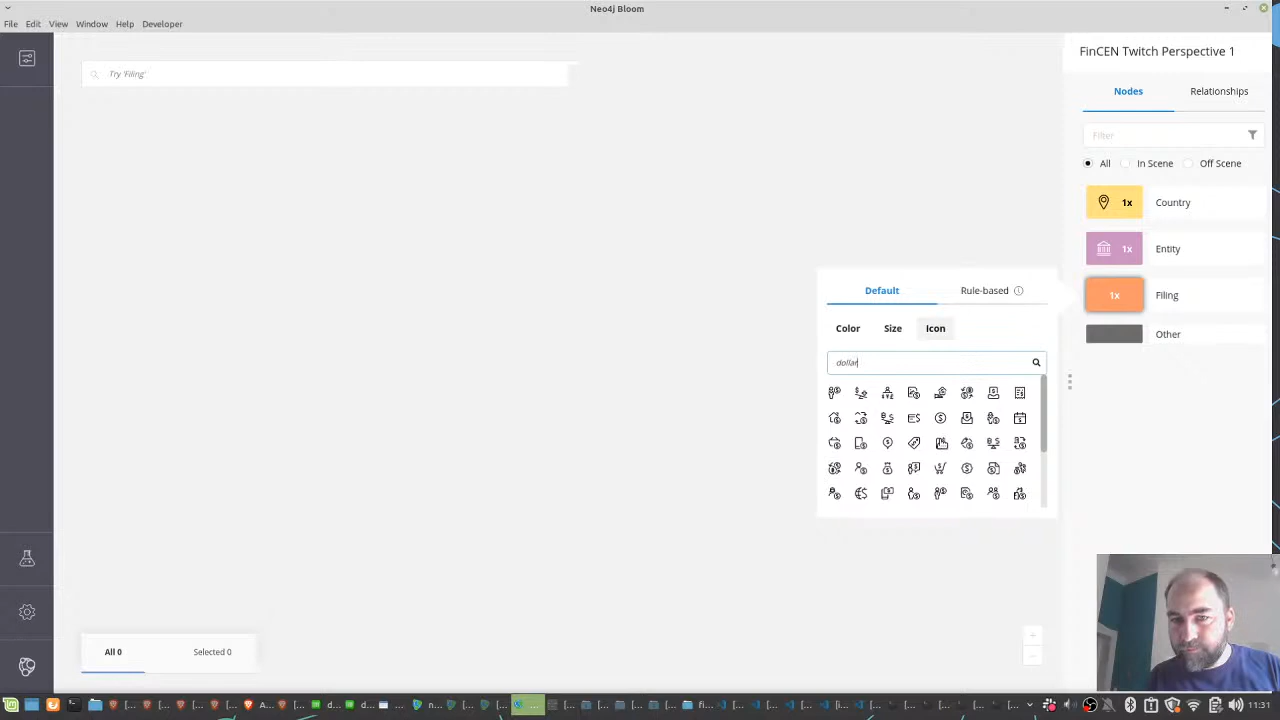 Neo4j Bloom
File Edit View Window Help Developer
Try 'Filing'
FinCEN Twitch Perspective 1
Nodes Relationships
Filter
All In Scene Off Scene
1x Country
1x Entity
1x Filing
Other
Default Rule-based
Color Size Icon
dollar
All 0 Selected 0
11:31